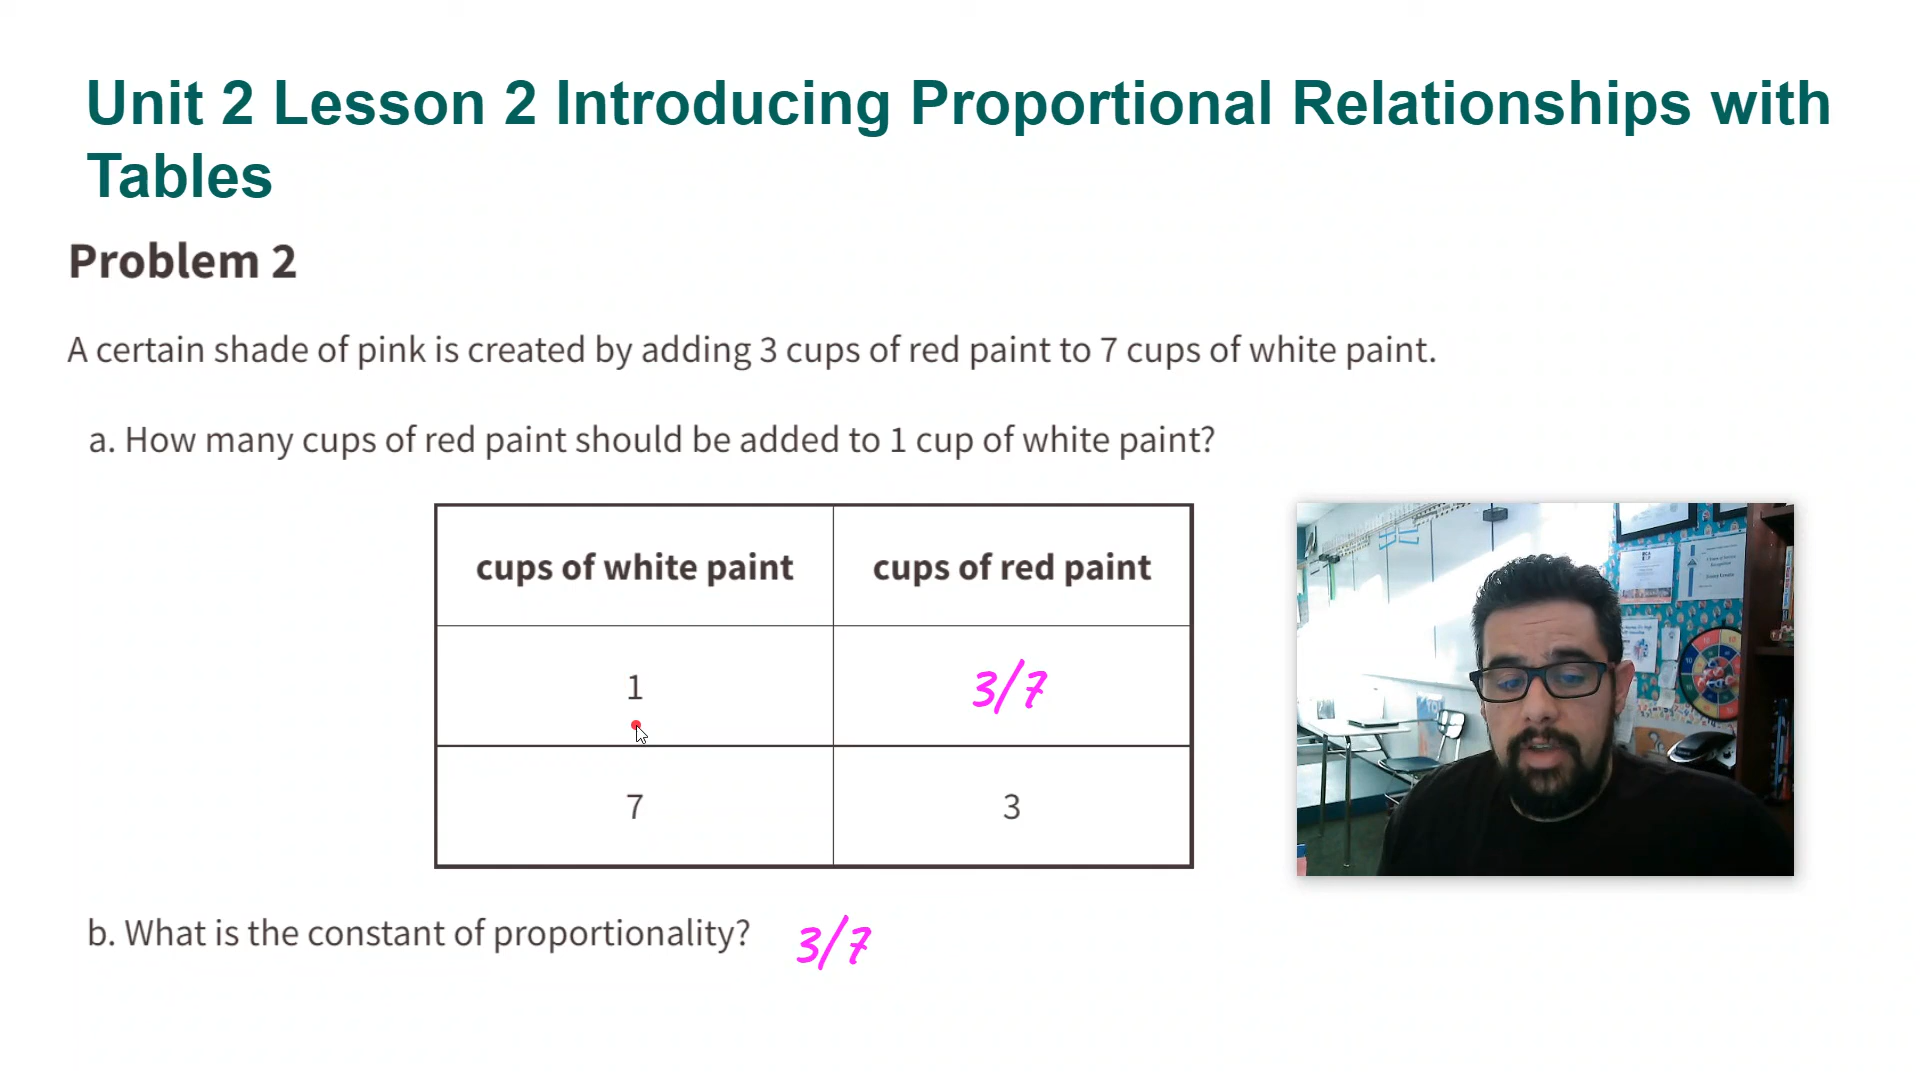 Unit 2 Lesson 2 Introducing Proportional Relationships with
Tables
Problem 2
A certain shade of pink is created by adding 3 cups of red paint to 7 cups of white paint.
a. How many cups of red paint should be added to 1 cup of white paint?
cups of white paint cups of red paint
1 3/7
7 3
b. What is the constant of proportionality? 3/7